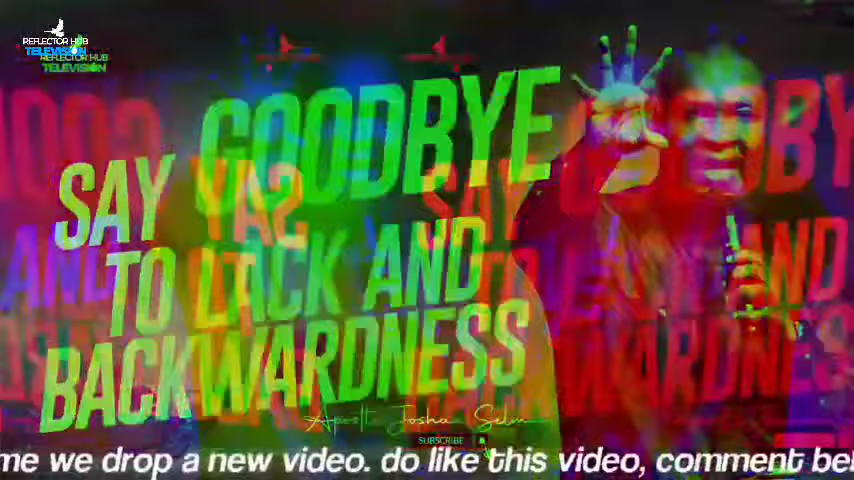 REFLECTOR HUB
TELEVISION
REFLECTOR HUB
TELEVISION
SAY GOODBYE
TO LACK AND
BACKWARDNESS
SUBSCRIBE
me we drop a new video. do like this video, comment bel